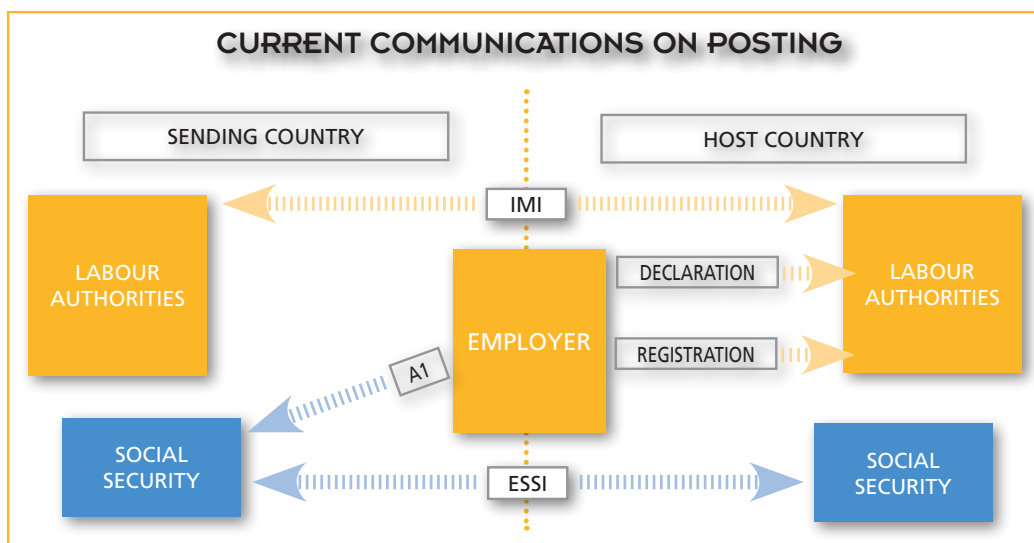 CURRENT COMMUNICATIONS ON POSTING
SENDING COUNTRY
HOST COUNTRY
IMI
LABOUR
AUTHORITIES
EMPLOYER
DECLARATION
REGISTRATION
LABOUR
AUTHORITIES
A1
SOCIAL
SECURITY
ESSI
SOCIAL
SECURITY